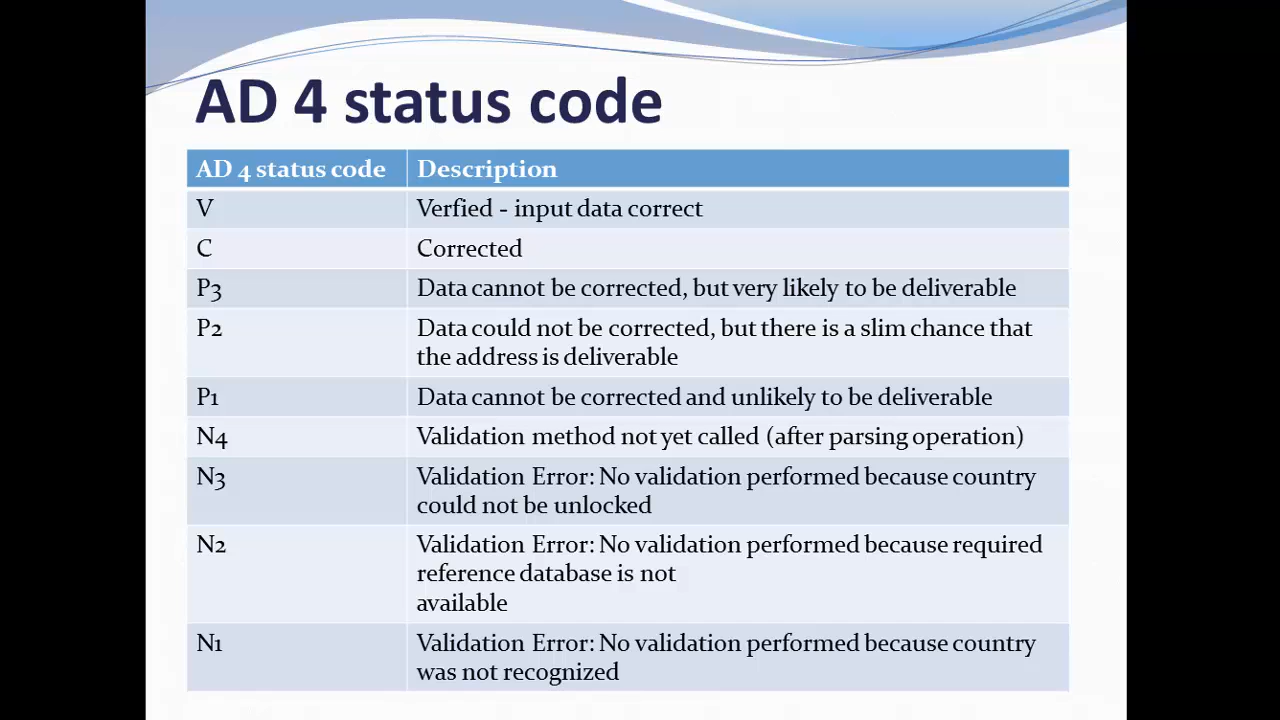 AD 4 status code
AD 4 status code Description
V Verfied - input data correct
C Corrected
P3 Data cannot be corrected, but very likely to be deliverable
P2 Data could not be corrected, but there is a slim chance that
the address is deliverable
P1 Data cannot be corrected and unlikely to be deliverable
N4 Validation method not yet called (after parsing operation)
N3 Validation Error: No validation performed because country
could not be unlocked
N2 Validation Error: No validation performed because required
reference database is not
available
N1 Validation Error: No validation performed because country
was not recognized